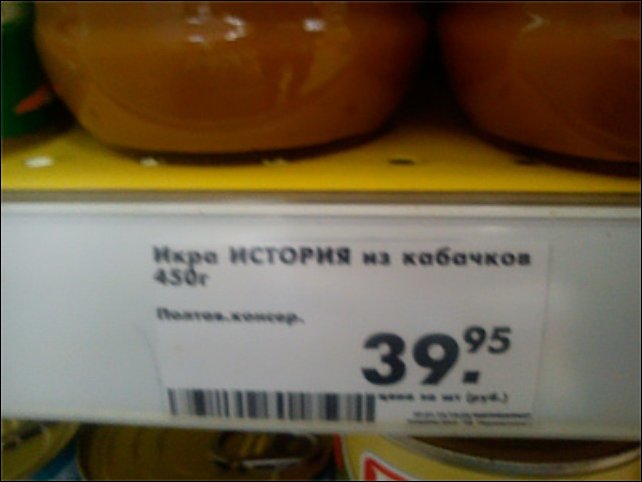 Икра ИСТОРИЯ из кабачков
450г
Полтав.консер.
39.95
цена за шт (руб.)